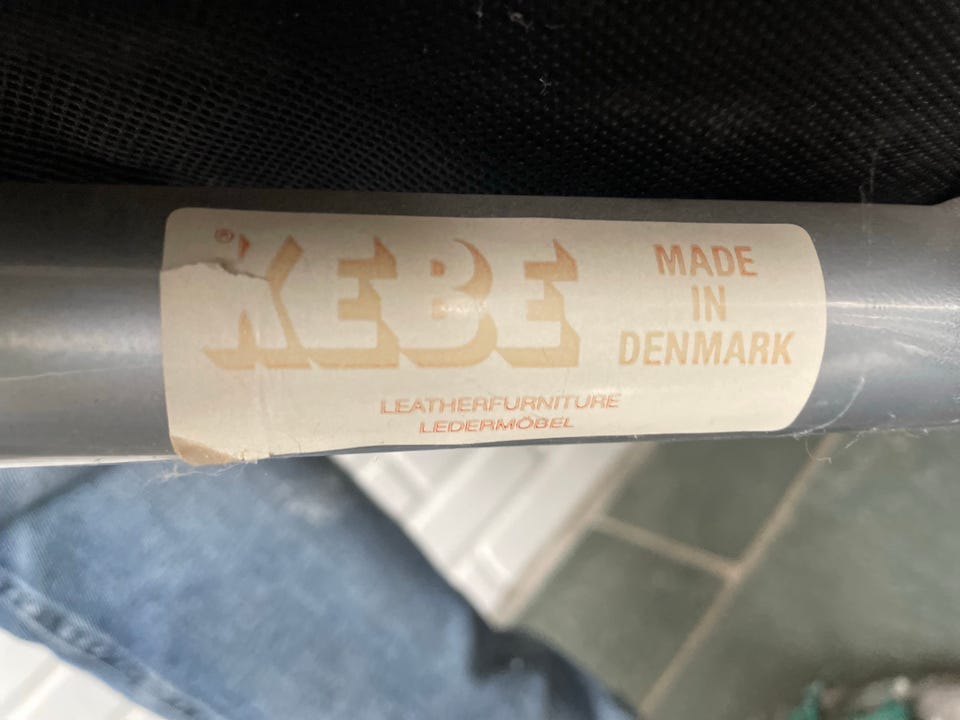 ® KEBE
MADE
IN
DENMARK
LEATHERFURNITURE
LEDERMÖBEL